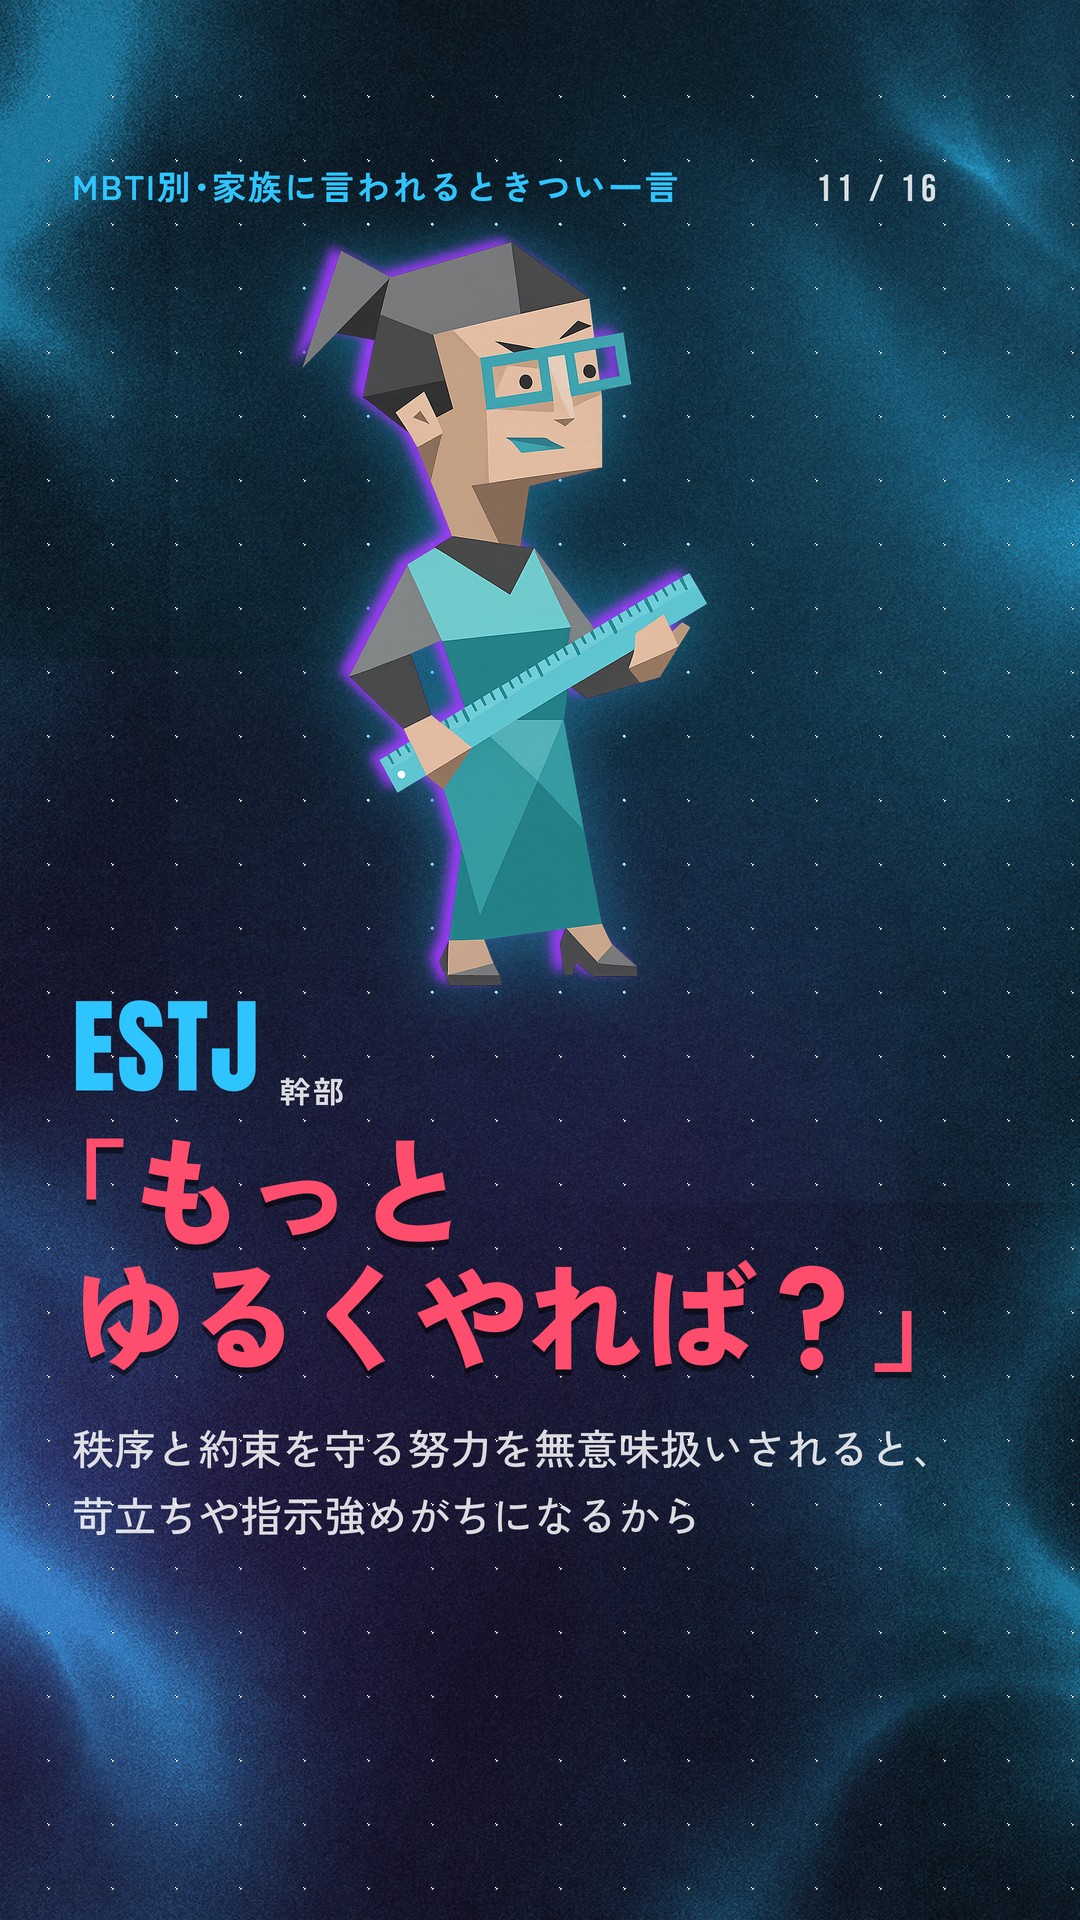 MBTI別・家族に言われるときつい一言
11 / 16
ESTJ 幹部
「もっと
ゆるくやれば？」
秩序と約束を守る努力を無意味扱いされると、
苛立ちや指示強めがちになるから